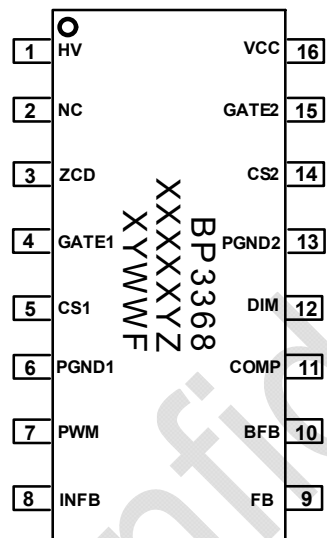 1 HV
VCC 16
2 NC
GATE2 15
3 ZCD
CS2 14
4 GATE1
PGND2 13
5 CS1
DIM 12
6 PGND1
COMP 11
7 PWM
BFB 10
8 INFB
FB 9
BP3368
XXXXXYZ
XYWWF
nfid